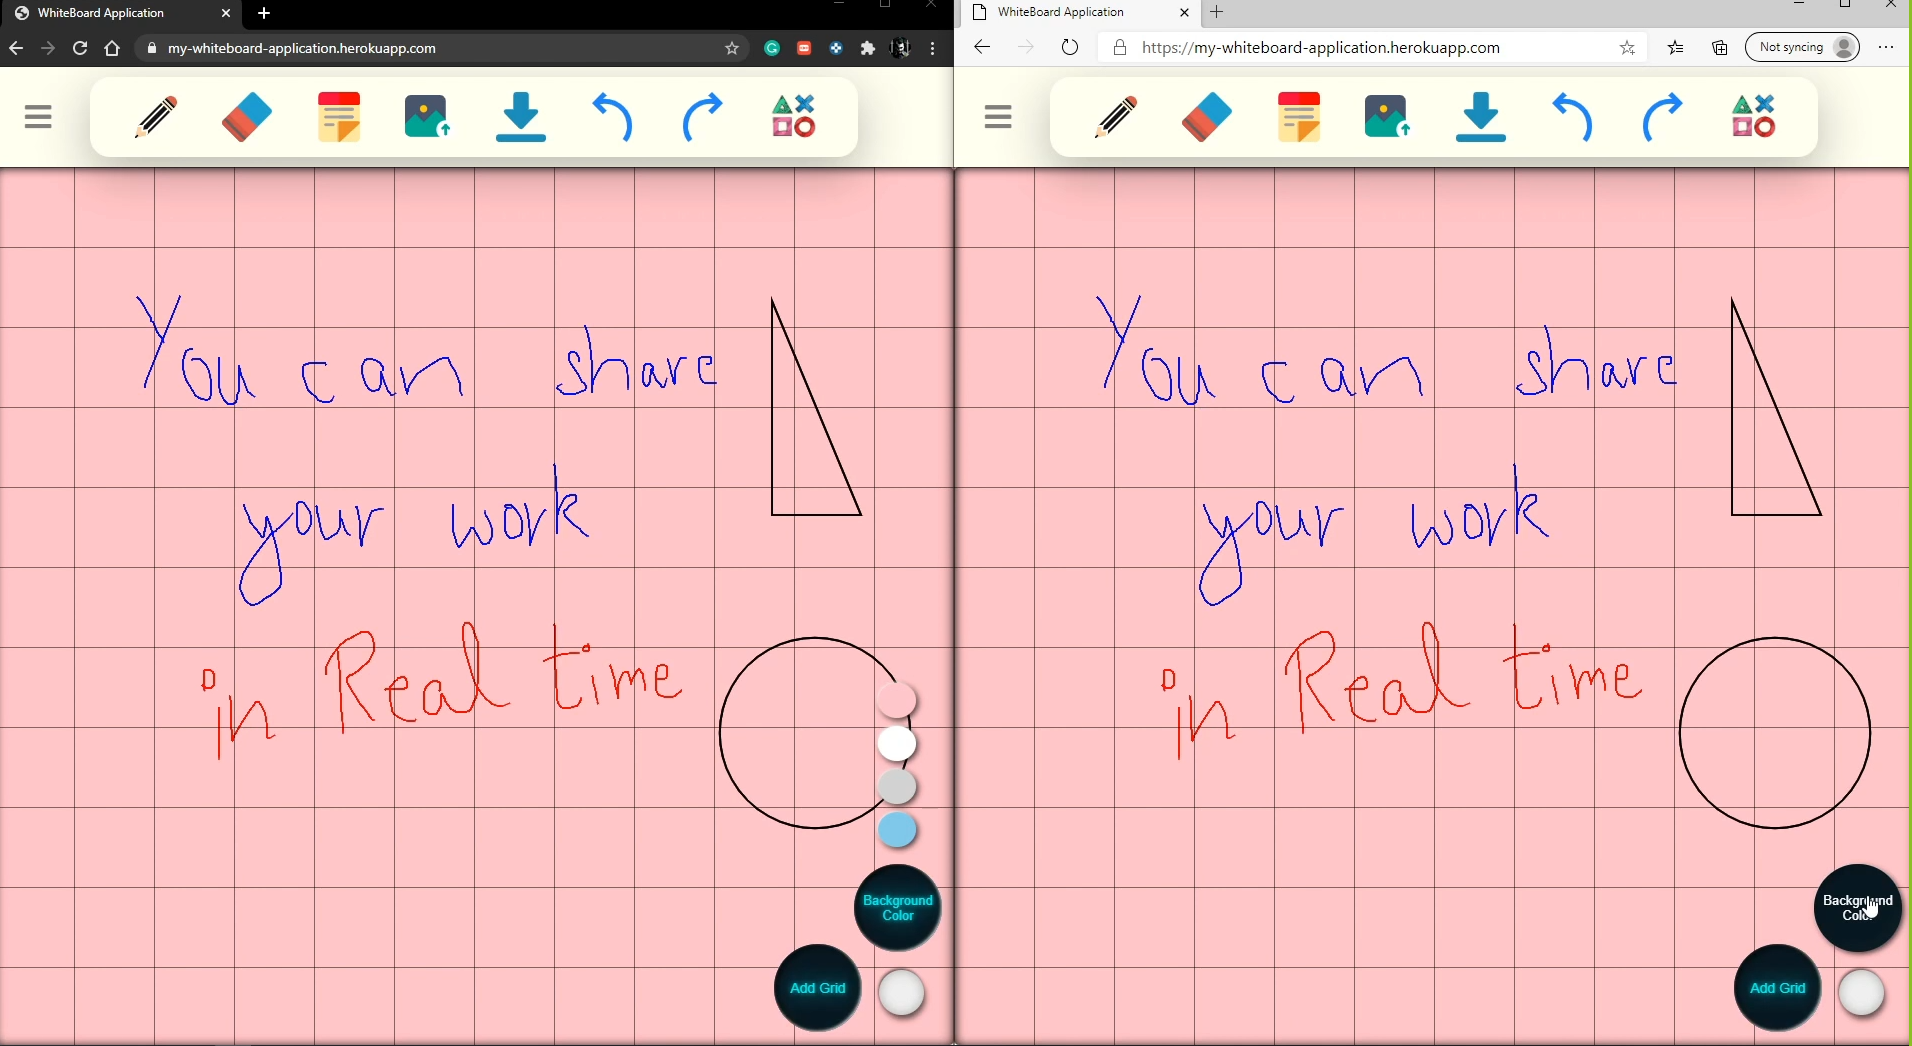 WhiteBoard Application
my-whiteboard-application.herokuapp.com
You can share
your work
in Real time
Background
Color
Add Grid
WhiteBoard Application
https://my-whiteboard-application.herokuapp.com
Not syncing
You can share
your work
in Real time
Background
Color
Add Grid